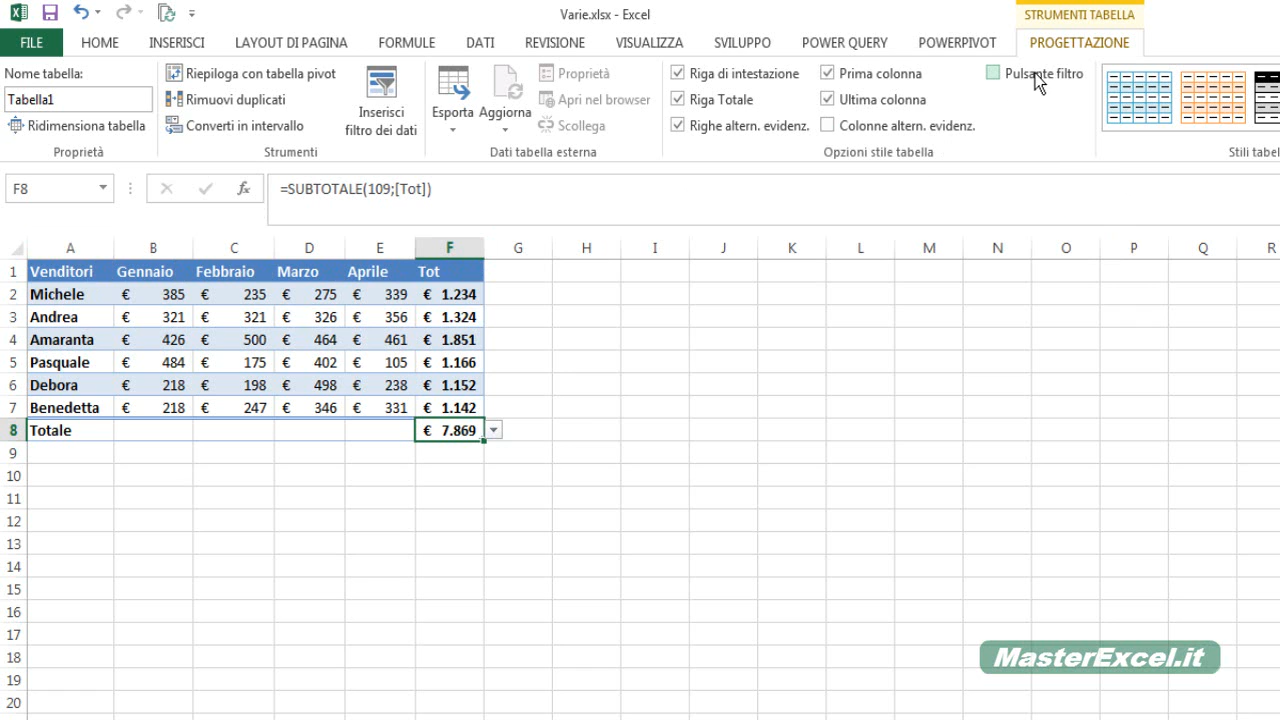 Varie.xlsx - Excel
STRUMENTI TABELLA
FILE HOME INSERISCI LAYOUT DI PAGINA FORMULE DATI REVISIONE VISUALIZZA SVILUPPO POWER QUERY POWERPIVOT PROGETTAZIONE
Nome tabella:
Tabella1
Ridimensiona tabella
Proprietà
Riepiloga con tabella pivot
Rimuovi duplicati
Converti in intervallo
Inserisci
filtro dei dati
Strumenti
Esporta
Aggiorna
Proprietà
Apri nel browser
Scollega
Dati tabella esterna
Riga di intestazione
Riga Totale
Righe altern. evidenz.
Prima colonna
Ultima colonna
Colonne altern. evidenz.
Pulsante filtro
Opzioni stile tabella
Stili tabel
F8 fx =SUBTOTALE(109;[Tot])
A B C D E F G H I J K L M N O P Q R
1 Venditori Gennaio Febbraio Marzo Aprile Tot
2 Michele € 385 € 235 € 275 € 339 € 1.234
3 Andrea € 321 € 321 € 326 € 356 € 1.324
4 Amaranta € 426 € 500 € 464 € 461 € 1.851
5 Pasquale € 484 € 175 € 402 € 105 € 1.166
6 Debora € 218 € 198 € 498 € 238 € 1.152
7 Benedetta € 218 € 247 € 346 € 331 € 1.142
8 Totale € 7.869
9
10
11
12
13
14
15
16
17
18
19
20
MasterExcel.it